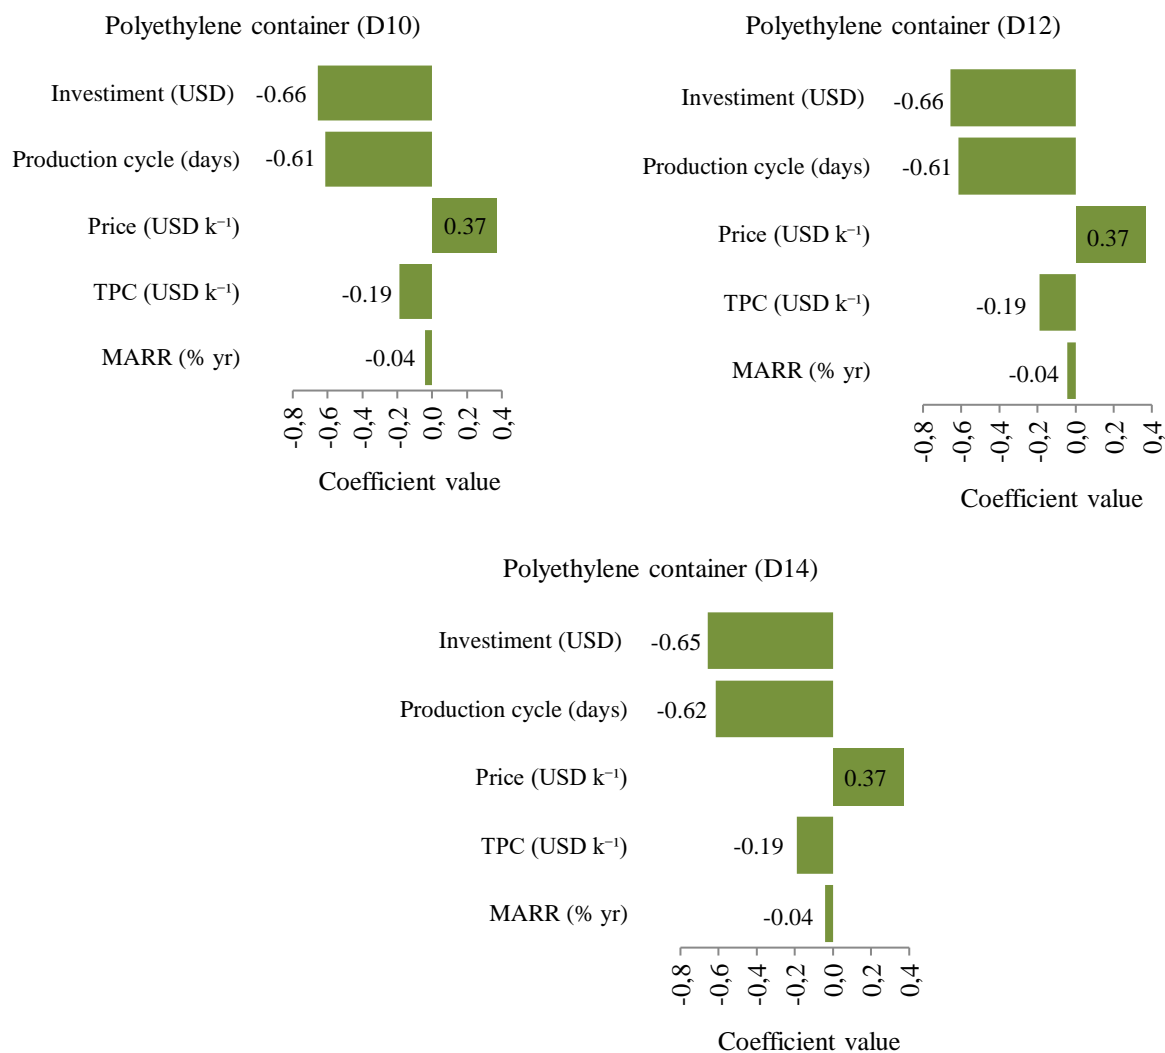 Polyethylene container (D10)
Investiment (USD) -0.66
Production cycle (days) -0.61
Price (USD k⁻¹) 0.37
TPC (USD k⁻¹) -0.19
MARR (% yr) -0.04
-0,8 -0,6 -0,4 -0,2 0,0 0,2 0,4
Coefficient value
Polyethylene container (D12)
Investiment (USD) -0.66
Production cycle (days) -0.61
Price (USD k⁻¹) 0.37
TPC (USD k⁻¹) -0.19
MARR (% yr) -0.04
-0,8 -0,6 -0,4 -0,2 0,0 0,2 0,4
Coefficient value
Polyethylene container (D14)
Investiment (USD) -0.65
Production cycle (days) -0.62
Price (USD k⁻¹) 0.37
TPC (USD k⁻¹) -0.19
MARR (% yr) -0.04
-0,8 -0,6 -0,4 -0,2 0,0 0,2 0,4
Coefficient value